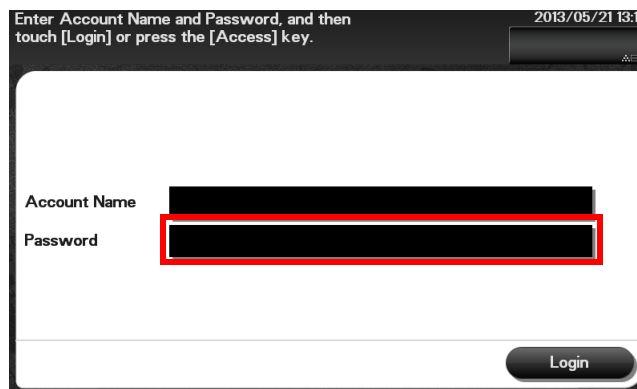 Enter Account Name and Password, and then
touch [Login] or press the [Access] key.
2013/05/21 13:1
Account Name
Password
Login